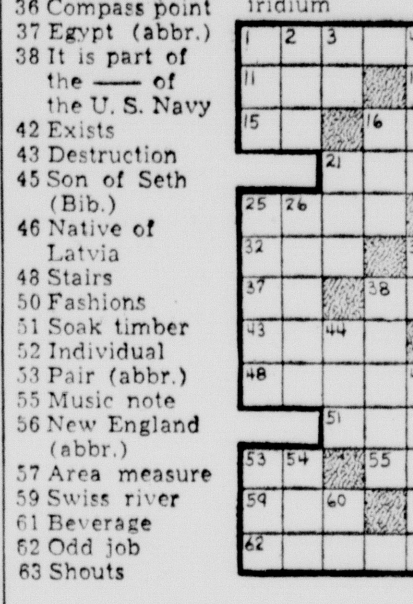 36 Compass point
37 Egypt (abbr.)
38 It is part of
the —— of
the U. S. Navy
42 Exists
43 Destruction
45 Son of Seth
(Bib.)
46 Native of
Latvia
48 Stairs
50 Fashions
51 Soak timber
52 Individual
53 Pair (abbr.)
55 Music note
56 New England
(abbr.)
57 Area measure
59 Swiss river
61 Beverage
62 Odd job
63 Shouts
iridium
1 2 3
11
15 16
21
25 26
32
37 38
43 44
48
51
53 54 55
59 60
62